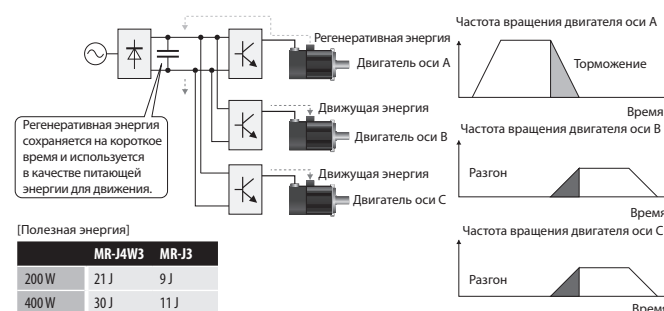 Регенеративная энергия
Двигатель оси A
Движущая энергия
Двигатель оси B
Движущая энергия
Двигатель оси C
Регенеративная энергия
сохраняется на короткое
время и используется
в качестве питающей
энергии для движения.
[Полезная энергия]
MR-J4W3 MR-J3
200 W 21 J 9 J
400 W 30 J 11 J
Частота вращения двигателя оси A
Торможение
Время
Частота вращения двигателя оси B
Разгон
Время
Частота вращения двигателя оси C
Разгон
Время